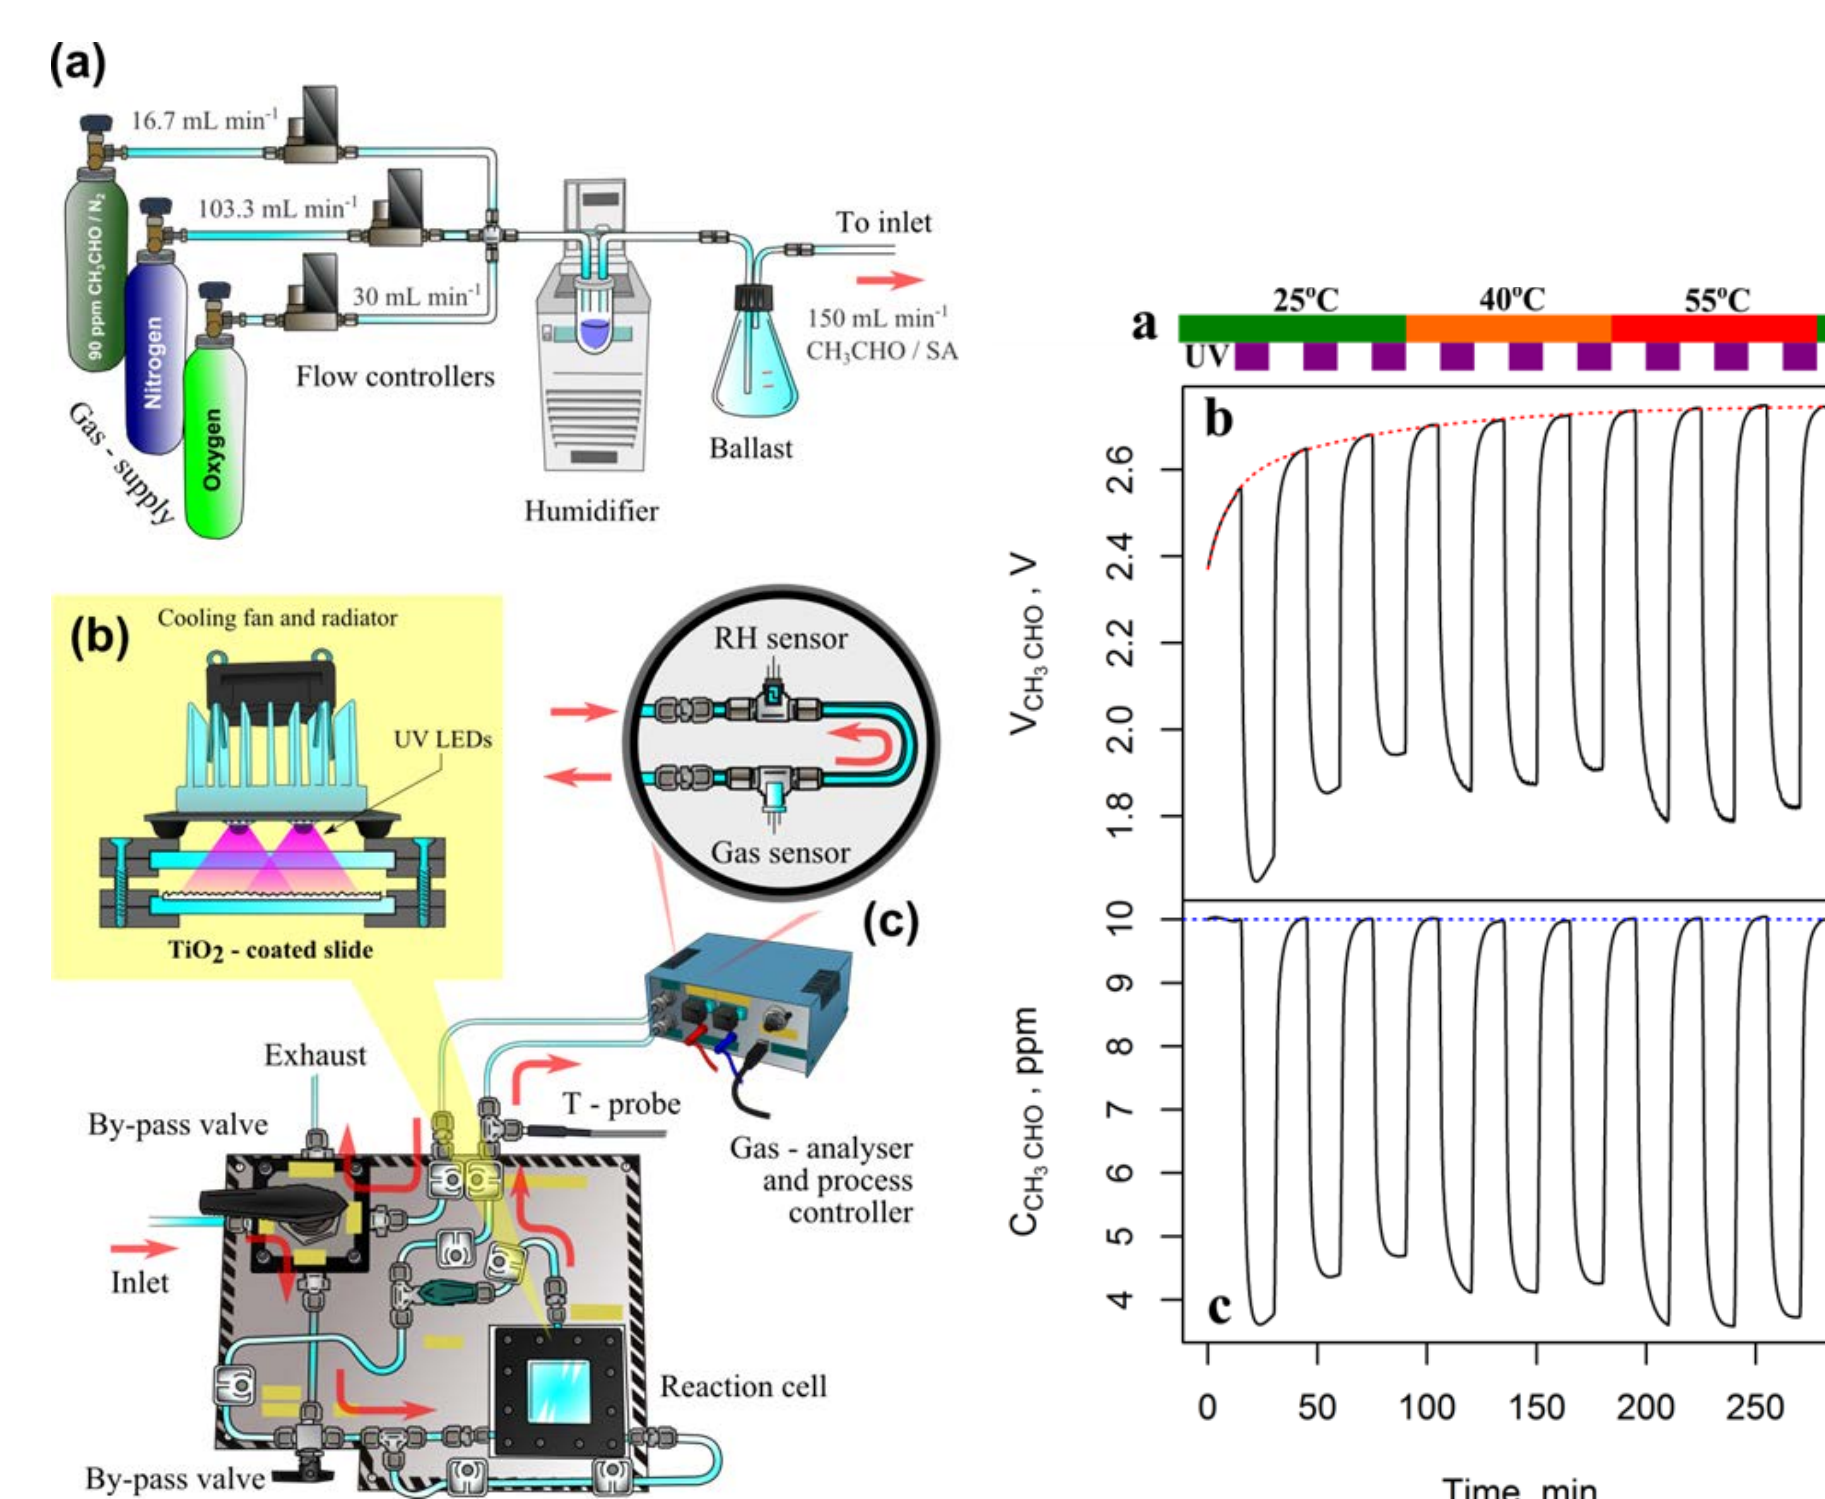 (a)
16.7 mL min⁻¹
103.3 mL min⁻¹
30 mL min⁻¹
90 ppm CH₃CHO / N₂
Nitrogen
Oxygen
Gas - supply
Flow controllers
Humidifier
Ballast
To inlet
150 mL min⁻¹
CH₃CHO / SA
(b)
Cooling fan and radiator
UV LEDs
TiO₂ - coated slide
RH sensor
Gas sensor
(c)
Exhaust
By-pass valve
T - probe
Gas - analyser
and process
controller
Inlet
Reaction cell
By-pass valve
a
25ºC
40ºC
55ºC
UV
b
V_CH₃CHO , V
2.6
2.4
2.2
2.0
1.8
c
C_CH₃CHO , ppm
10
9
8
7
6
5
4
0
50
100
150
200
250
Time, min